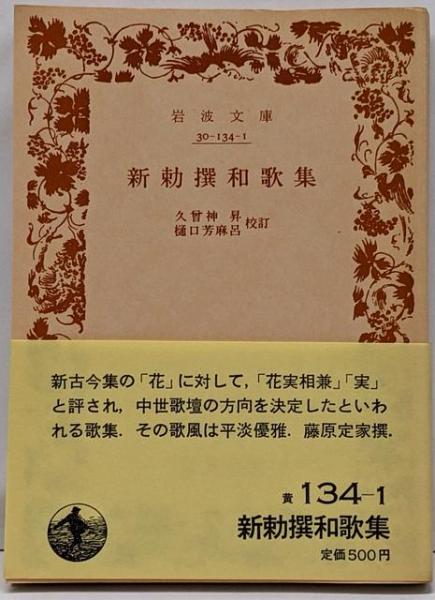 岩波文庫
30-134-1
新勅撰和歌集
久曾神 昇
樋口芳麻呂 校訂
新古今集の「花」に対して，「花実相兼」「実」
と評され，中世歌壇の方向を決定したといわ
れる歌集．その歌風は平淡優雅．藤原定家撰．
黄 134-1
新勅撰和歌集
定価500円